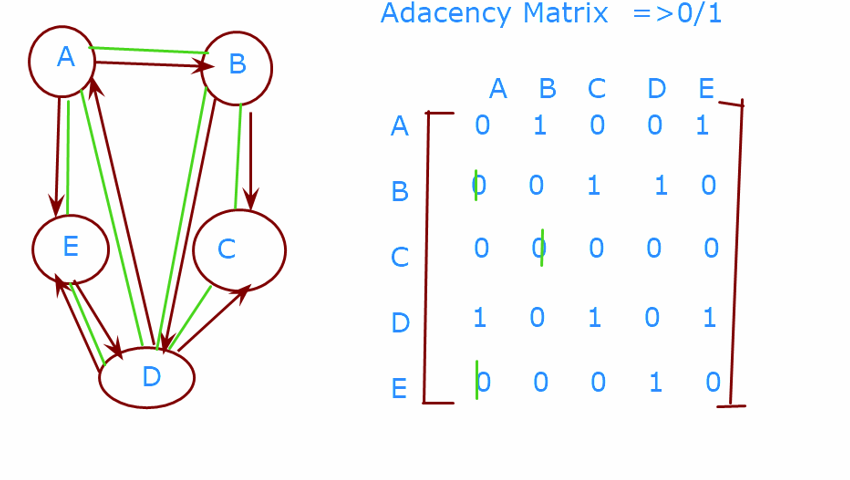 Adacency Matrix =>0/1
A
B
E
C
D
A B C D E
A 0 1 0 0 1
B 0 0 1 1 0
C 0 0 0 0 0
D 1 0 1 0 1
E 0 0 0 1 0